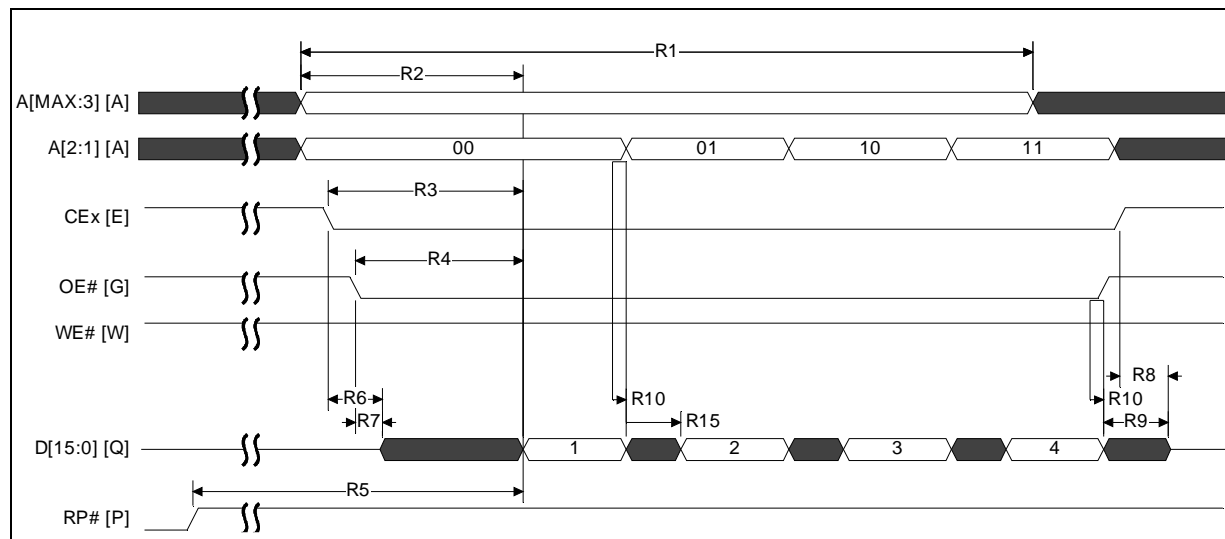 R1
R2
A[MAX:3] [A]
A[2:1] [A]
00
01
10
11
R3
CEx [E]
R4
OE# [G]
WE# [W]
R6
R10
R8
R10
R7
R15
R9
D[15:0] [Q]
1
2
3
4
R5
RP# [P]